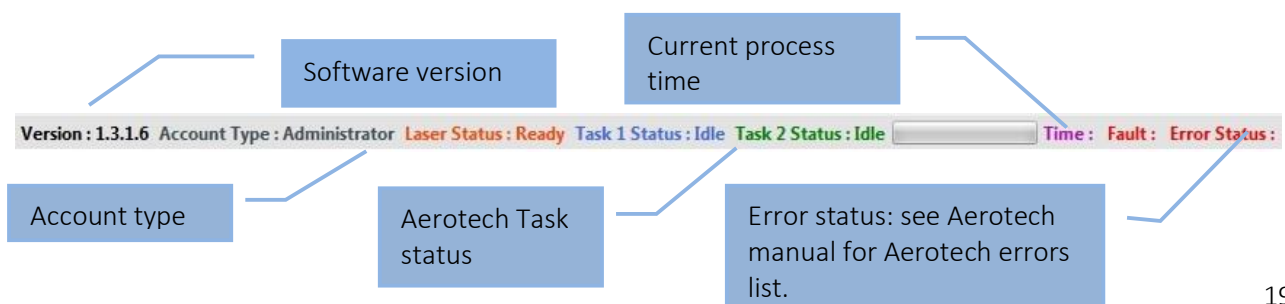 Current process
time
Software version
Version : 1.3.1.6 Account Type : Administrator Laser Status : Ready Task 1 Status : Idle Task 2 Status : Idle Time : Fault : Error Status :
Account type
Aerotech Task
status
Error status: see Aerotech
manual for Aerotech errors
list.
19